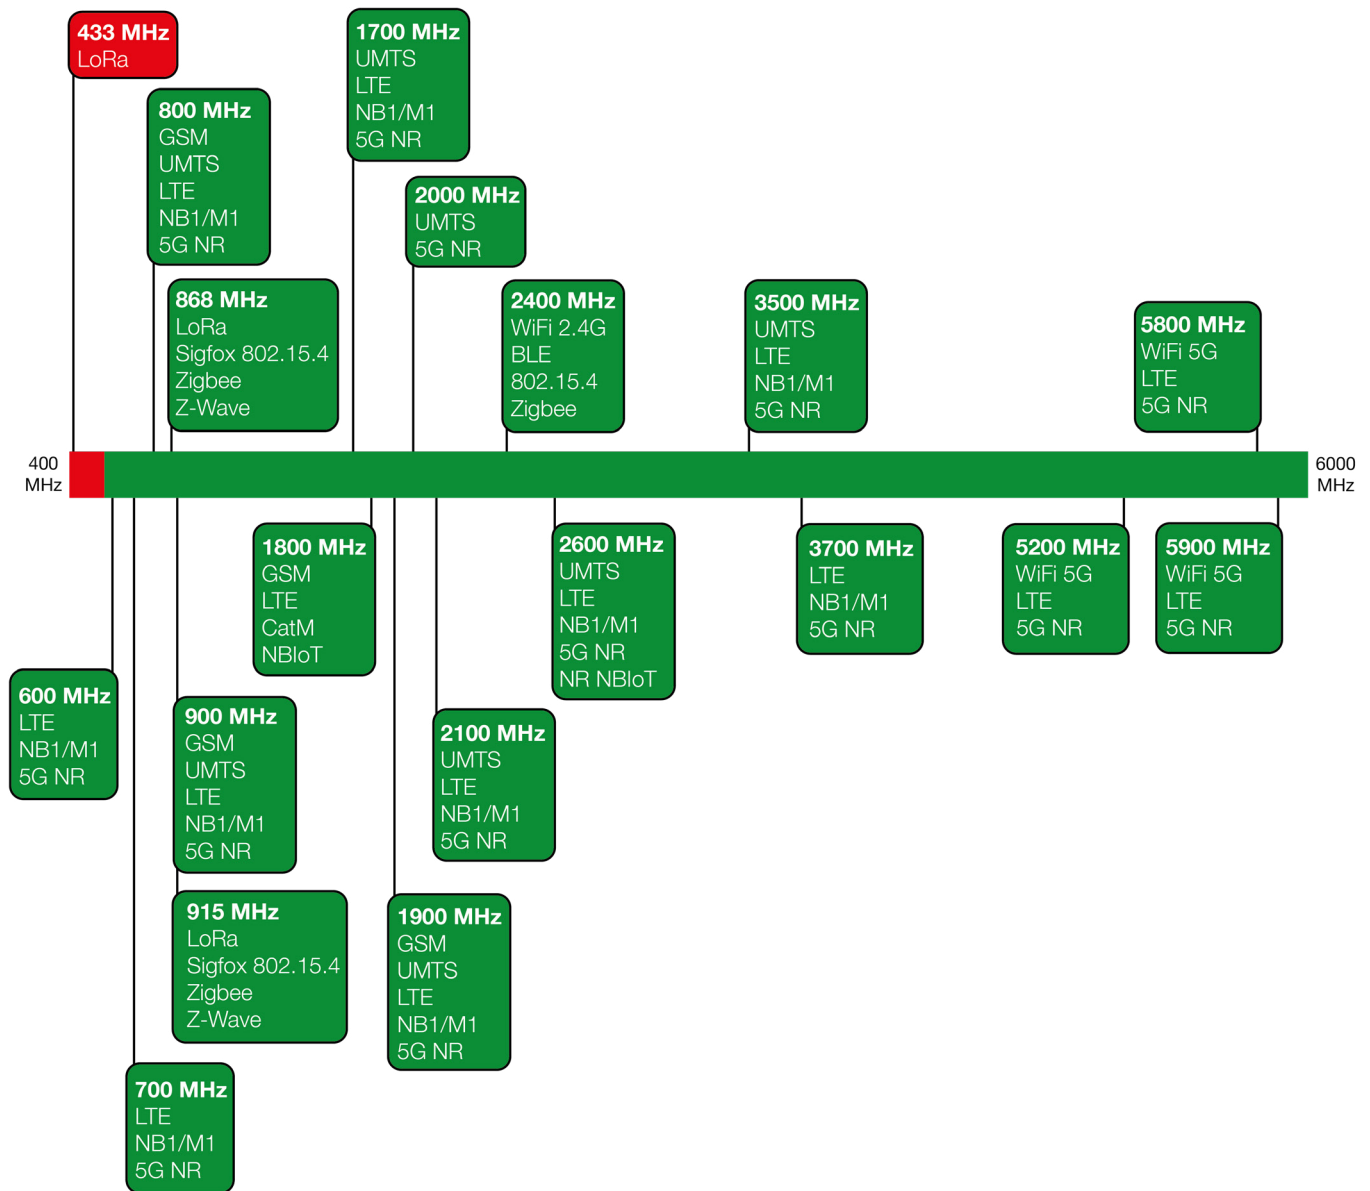 433 MHz
LoRa
1700 MHz
UMTS
LTE
NB1/M1
5G NR
800 MHz
GSM
UMTS
LTE
NB1/M1
5G NR
2000 MHz
UMTS
5G NR
868 MHz
LoRa
Sigfox 802.15.4
Zigbee
Z-Wave
2400 MHz
WiFi 2.4G
BLE
802.15.4
Zigbee
3500 MHz
UMTS
LTE
NB1/M1
5G NR
5800 MHz
WiFi 5G
LTE
5G NR
400
MHz
6000
MHz
1800 MHz
GSM
LTE
CatM
NBIoT
2600 MHz
UMTS
LTE
NB1/M1
5G NR
NR NBIoT
3700 MHz
LTE
NB1/M1
5G NR
5200 MHz
WiFi 5G
LTE
5G NR
5900 MHz
WiFi 5G
LTE
5G NR
600 MHz
LTE
NB1/M1
5G NR
900 MHz
GSM
UMTS
LTE
NB1/M1
5G NR
2100 MHz
UMTS
LTE
NB1/M1
5G NR
915 MHz
LoRa
Sigfox 802.15.4
Zigbee
Z-Wave
1900 MHz
GSM
UMTS
LTE
NB1/M1
5G NR
700 MHz
LTE
NB1/M1
5G NR